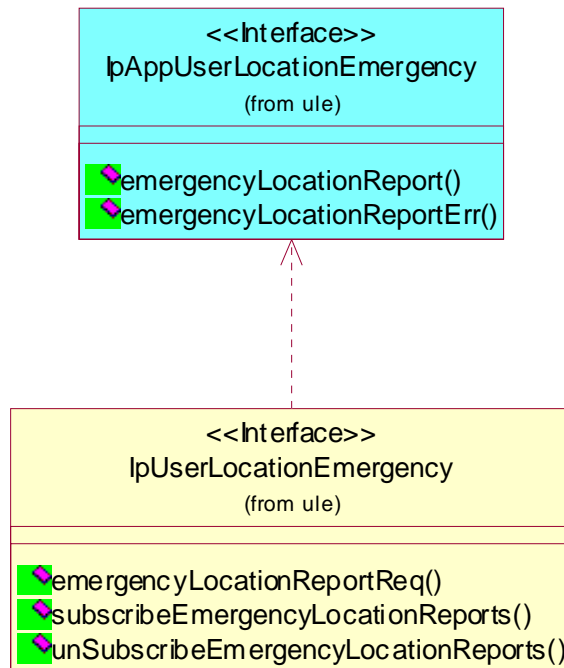 <<Interface>>
IpAppUserLocationEmergency
(from ule)
emergencyLocationReport()
emergencyLocationReportErr()
<<Interface>>
IpUserLocationEmergency
(from ule)
emergencyLocationReportReq()
subscribeEmergencyLocationReports()
unSubscribeEmergencyLocationReports()